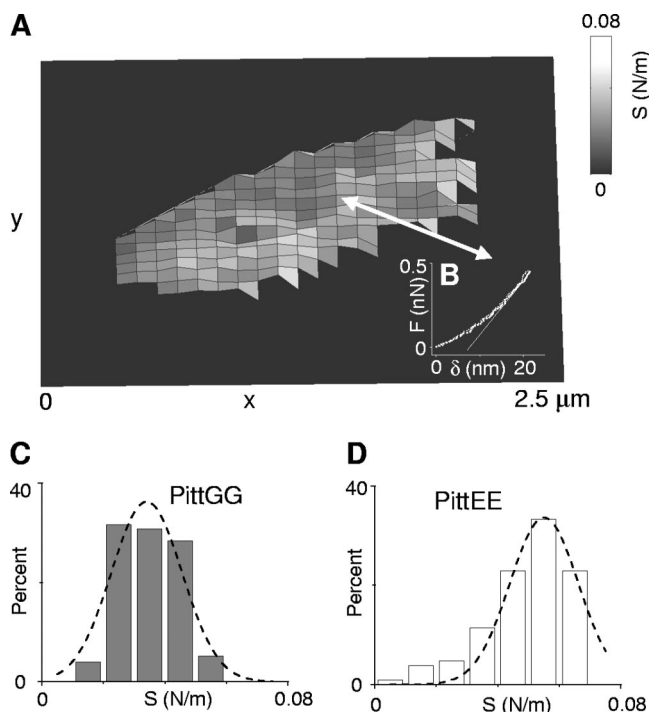 A
0.08
S (N/m)
0
y
B
0.5
F (nN)
0
0 δ (nm) 20
0 x 2.5 μm
C
D
40
PittGG
Percent
0
0 S (N/m) 0.08
40
PittEE
Percent
0
0 S (N/m) 0.08